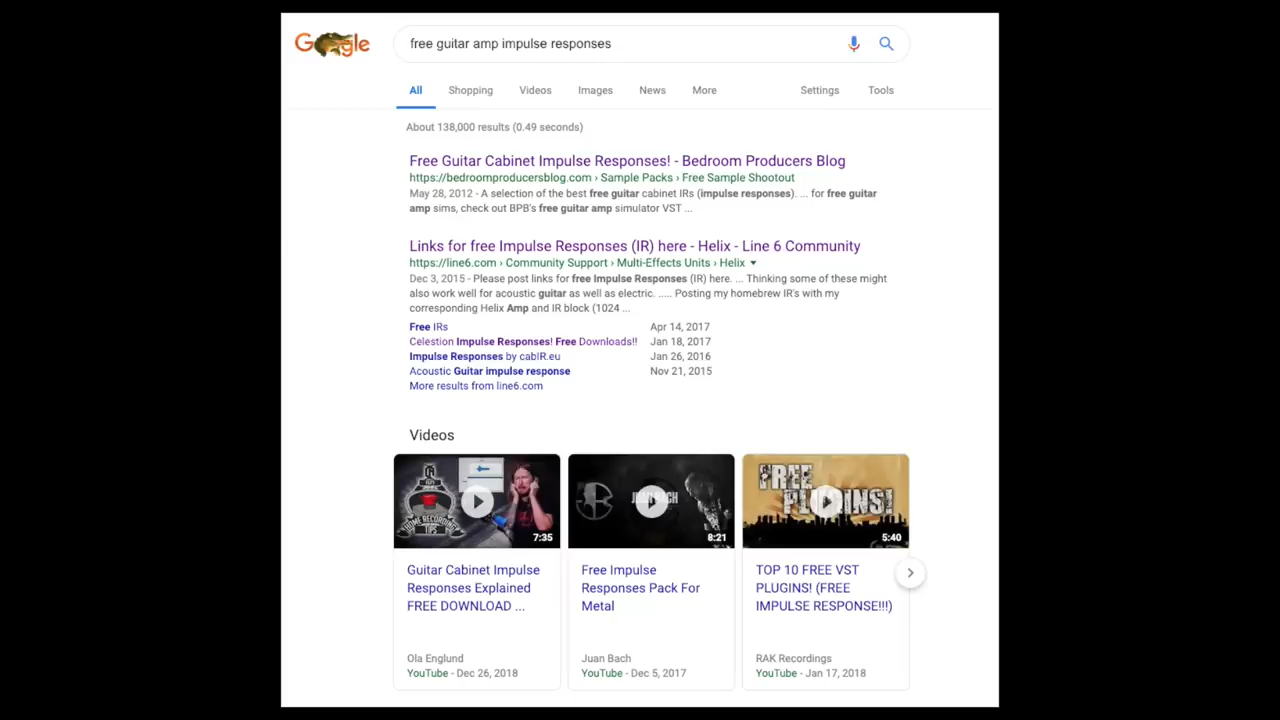 Google
free guitar amp impulse responses
All Shopping Videos Images News More Settings Tools
About 138,000 results (0.49 seconds)
Free Guitar Cabinet Impulse Responses! - Bedroom Producers Blog
https://bedroomproducersblog.com › Sample Packs › Free Sample Shootout
May 28, 2012 - A selection of the best free guitar cabinet IRs (impulse responses). ... for free guitar
amp sims, check out BPB's free guitar amp simulator VST ...
Links for free Impulse Responses (IR) here - Helix - Line 6 Community
https://line6.com › Community Support › Multi-Effects Units › Helix
Dec 3, 2015 - Please post links for free Impulse Responses (IR) here. ... Thinking some of these might
also work well for acoustic guitar as well as electric. ..... Posting my homebrew IR's with my
corresponding Helix Amp and IR block (1024 ...
Free IRs Apr 14, 2017
Celestion Impulse Responses! Free Downloads!! Jan 18, 2017
Impulse Responses by cabIR.eu Jan 26, 2016
Acoustic Guitar impulse response Nov 21, 2015
More results from line6.com
Videos
HOME RECORDING
TIPS
7:35
JUAN BACH
8:21
FREE
PLUGINS!
5:40
Guitar Cabinet Impulse
Responses Explained
FREE DOWNLOAD ...
Ola Englund
YouTube - Dec 26, 2018
Free Impulse
Responses Pack For
Metal
Juan Bach
YouTube - Dec 5, 2017
TOP 10 FREE VST
PLUGINS! (FREE
IMPULSE RESPONSE!!!)
RAK Recordings
YouTube - Jan 17, 2018